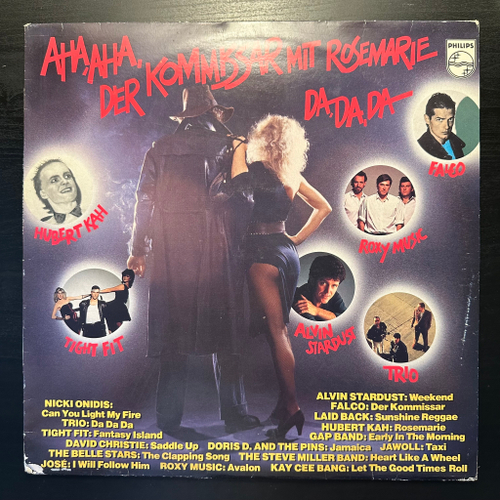 AHA, AHA,
DER KOMMISSAR MIT ROSEMARIE
DA, DA, DA
PHILIPS
FALCO
HUBERT KAH
ROXY MUSIC
TIGHT FIT
ALVIN
STARDUST
TRIO
NICKI ONIDIS:
Can You Light My Fire
TRIO: Da Da Da
TIGHT FIT: Fantasy Island
DAVID CHRISTIE: Saddle Up
THE BELLE STARS: The Clapping Song
JOSÉ: I Will Follow Him
ROXY MUSIC: Avalon
DORIS D. AND THE PINS: Jamaica
ALVIN STARDUST: Weekend
FALCO: Der Kommissar
LAID BACK: Sunshine Reggae
HUBERT KAH: Rosemarie
GAP BAND: Early In The Morning
JAWOLL: Taxi
THE STEVE MILLER BAND: Heart Like A Wheel
KAY CEE BANG: Let The Good Times Roll